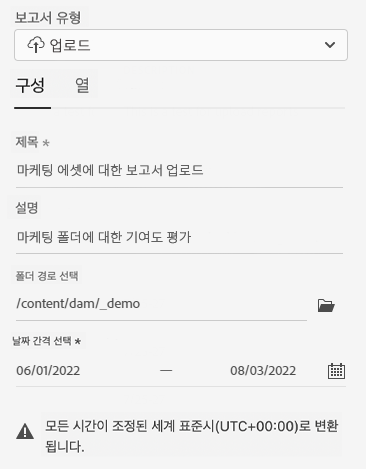 보고서 유형
업로드
구성 열
제목 *
마케팅 에셋에 대한 보고서 업로드
설명
마케팅 폴더에 대한 기여도 평가
폴더 경로 선택
/content/dam/_demo
날짜 간격 선택 *
06/01/2022 — 08/03/2022
모든 시간이 조정된 세계 표준시(UTC+00:00)로 변환
됩니다.